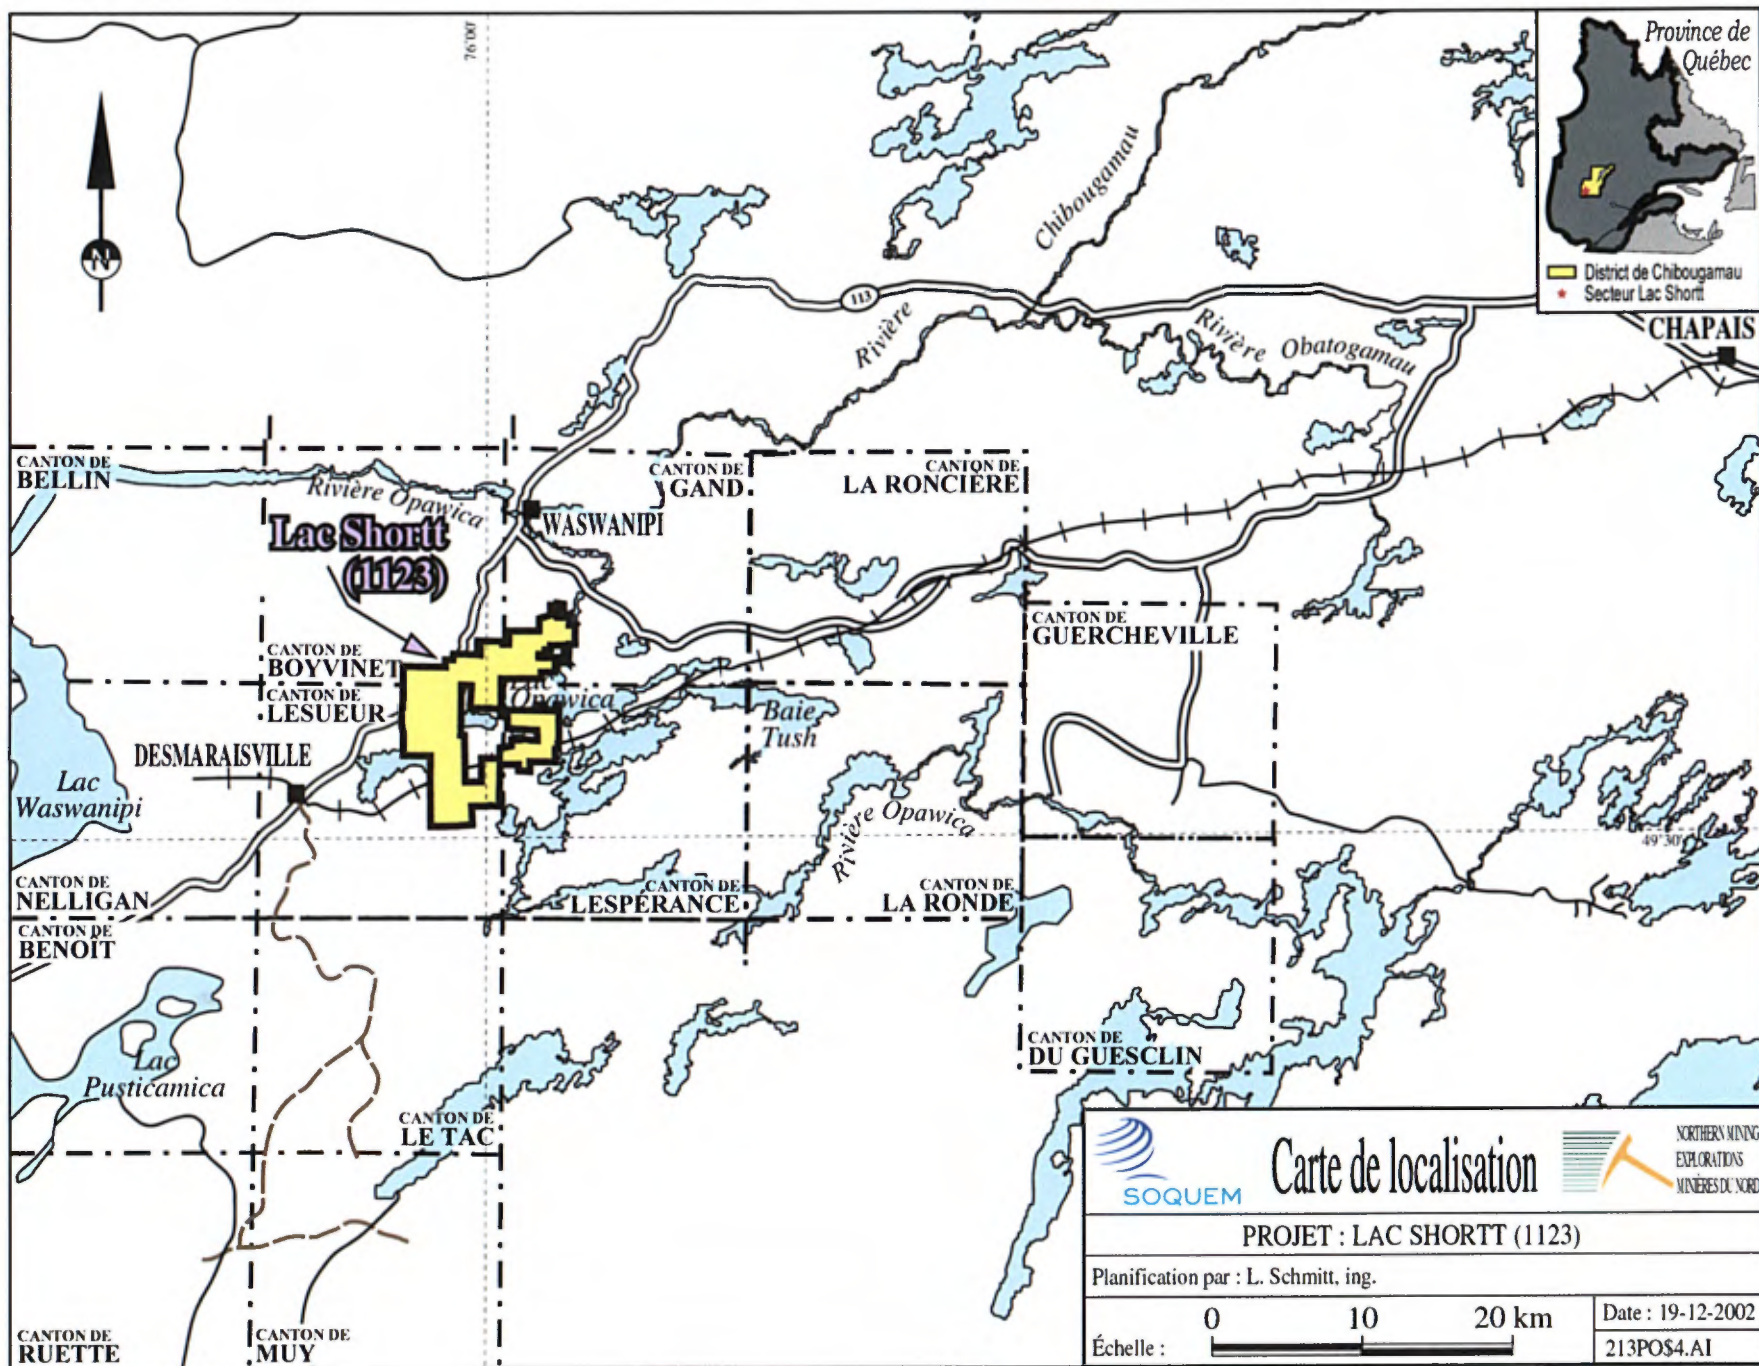 76°00'
Province de
Québec
District de Chibougamau
Secteur Lac Shortt
N
113
Rivière
Chibougamau
Rivière Obatogamau
CHAPAIS
CANTON DE
BELLIN
Rivière Opawica
CANTON DE
GAND
CANTON DE
LA RONCIÈRE
WASWANIPI
Lac Shortt
(1123)
CANTON DE
GUERCHEVILLE
CANTON DE
BOYVINET
CANTON DE
LESUEUR
Lac
Opawica
Baie
Tush
DESMARAISVILLE
Lac
Waswanipi
Rivière Opawica
49°30'
CANTON DE
NELLIGAN
CANTON DE
LESPÉRANCE
CANTON DE
LA RONDE
CANTON DE
BENOÎT
Lac
Pusticamica
CANTON DE
DU GUESCLIN
CANTON DE
LE TAC
CANTON DE
RUETTE
CANTON DE
MUY
SOQUEM
Carte de localisation
NORTHERN MINING
EXPLORATIONS
MINIÈRES DU NORD
PROJET : LAC SHORTT (1123)
Planification par : L. Schmitt, ing.
Échelle :
0 10 20 km
Date : 19-12-2002
213PO$4.AI